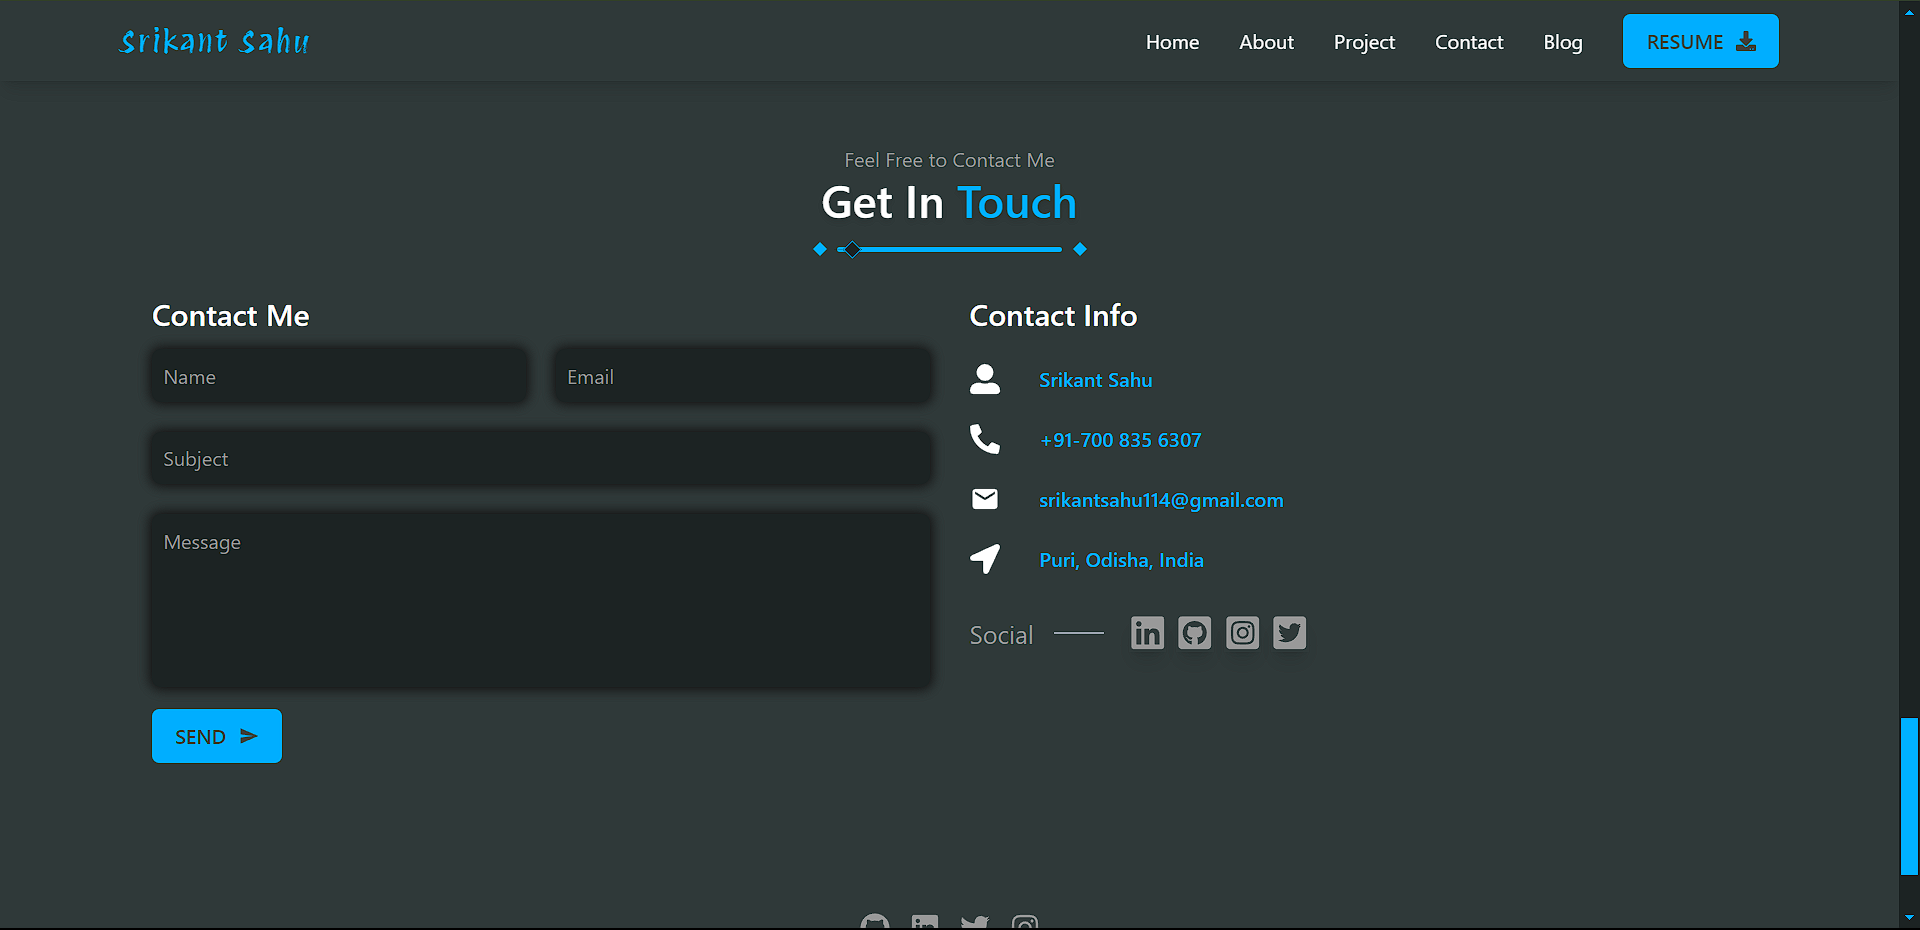 Srikant Sahu
Home About Project Contact Blog RESUME
Feel Free to Contact Me
Get In Touch
Contact Me
Name Email
Subject
Message
SEND
Contact Info
Srikant Sahu
+91-700 835 6307
srikantsahu114@gmail.com
Puri, Odisha, India
Social